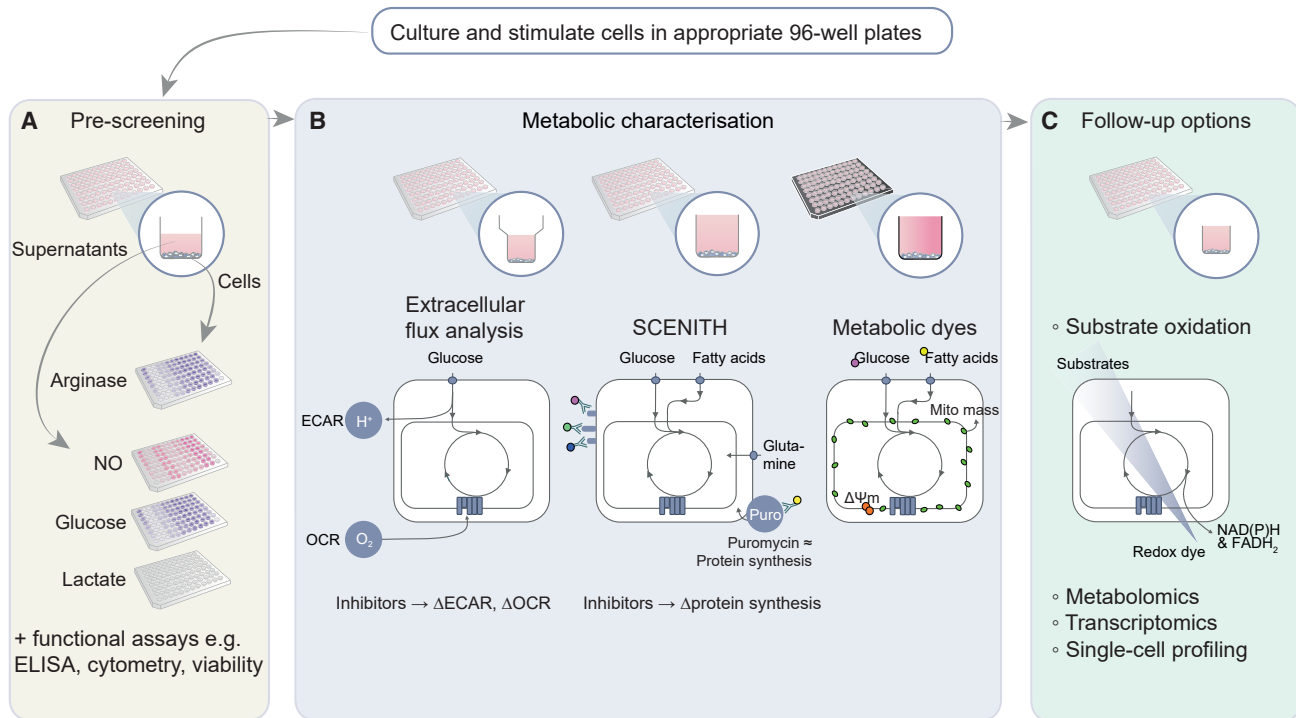 Culture and stimulate cells in appropriate 96-well plates
A Pre-screening
Supernatants
Cells
Arginase
NO
Glucose
Lactate
+ functional assays e.g.
ELISA, cytometry, viability
B Metabolic characterisation
Extracellular
flux analysis
Glucose
ECAR
H⁺
OCR
O₂
Inhibitors → ΔECAR, ΔOCR
SCENITH
Glucose Fatty acids
Gluta-
mine
Puro
Puromycin ≈
Protein synthesis
Inhibitors → Δprotein synthesis
Metabolic dyes
Glucose Fatty acids
Mito mass
ΔΨm
C Follow-up options
◦ Substrate oxidation
Substrates
NAD(P)H
& FADH₂
Redox dye
◦ Metabolomics
◦ Transcriptomics
◦ Single-cell profiling